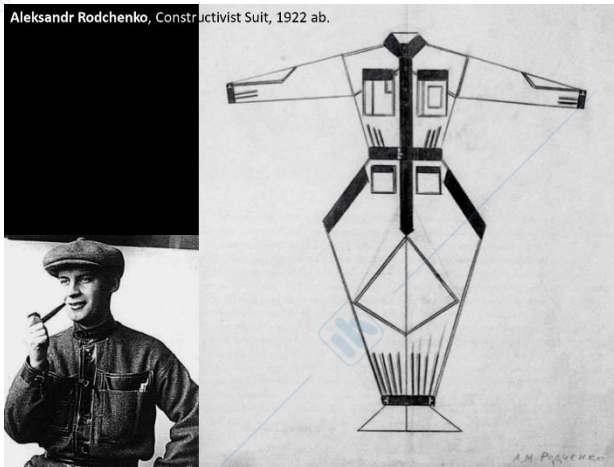 Aleksandr Rodchenko, Constructivist Suit, 1922 ab.
А.М. Родченко